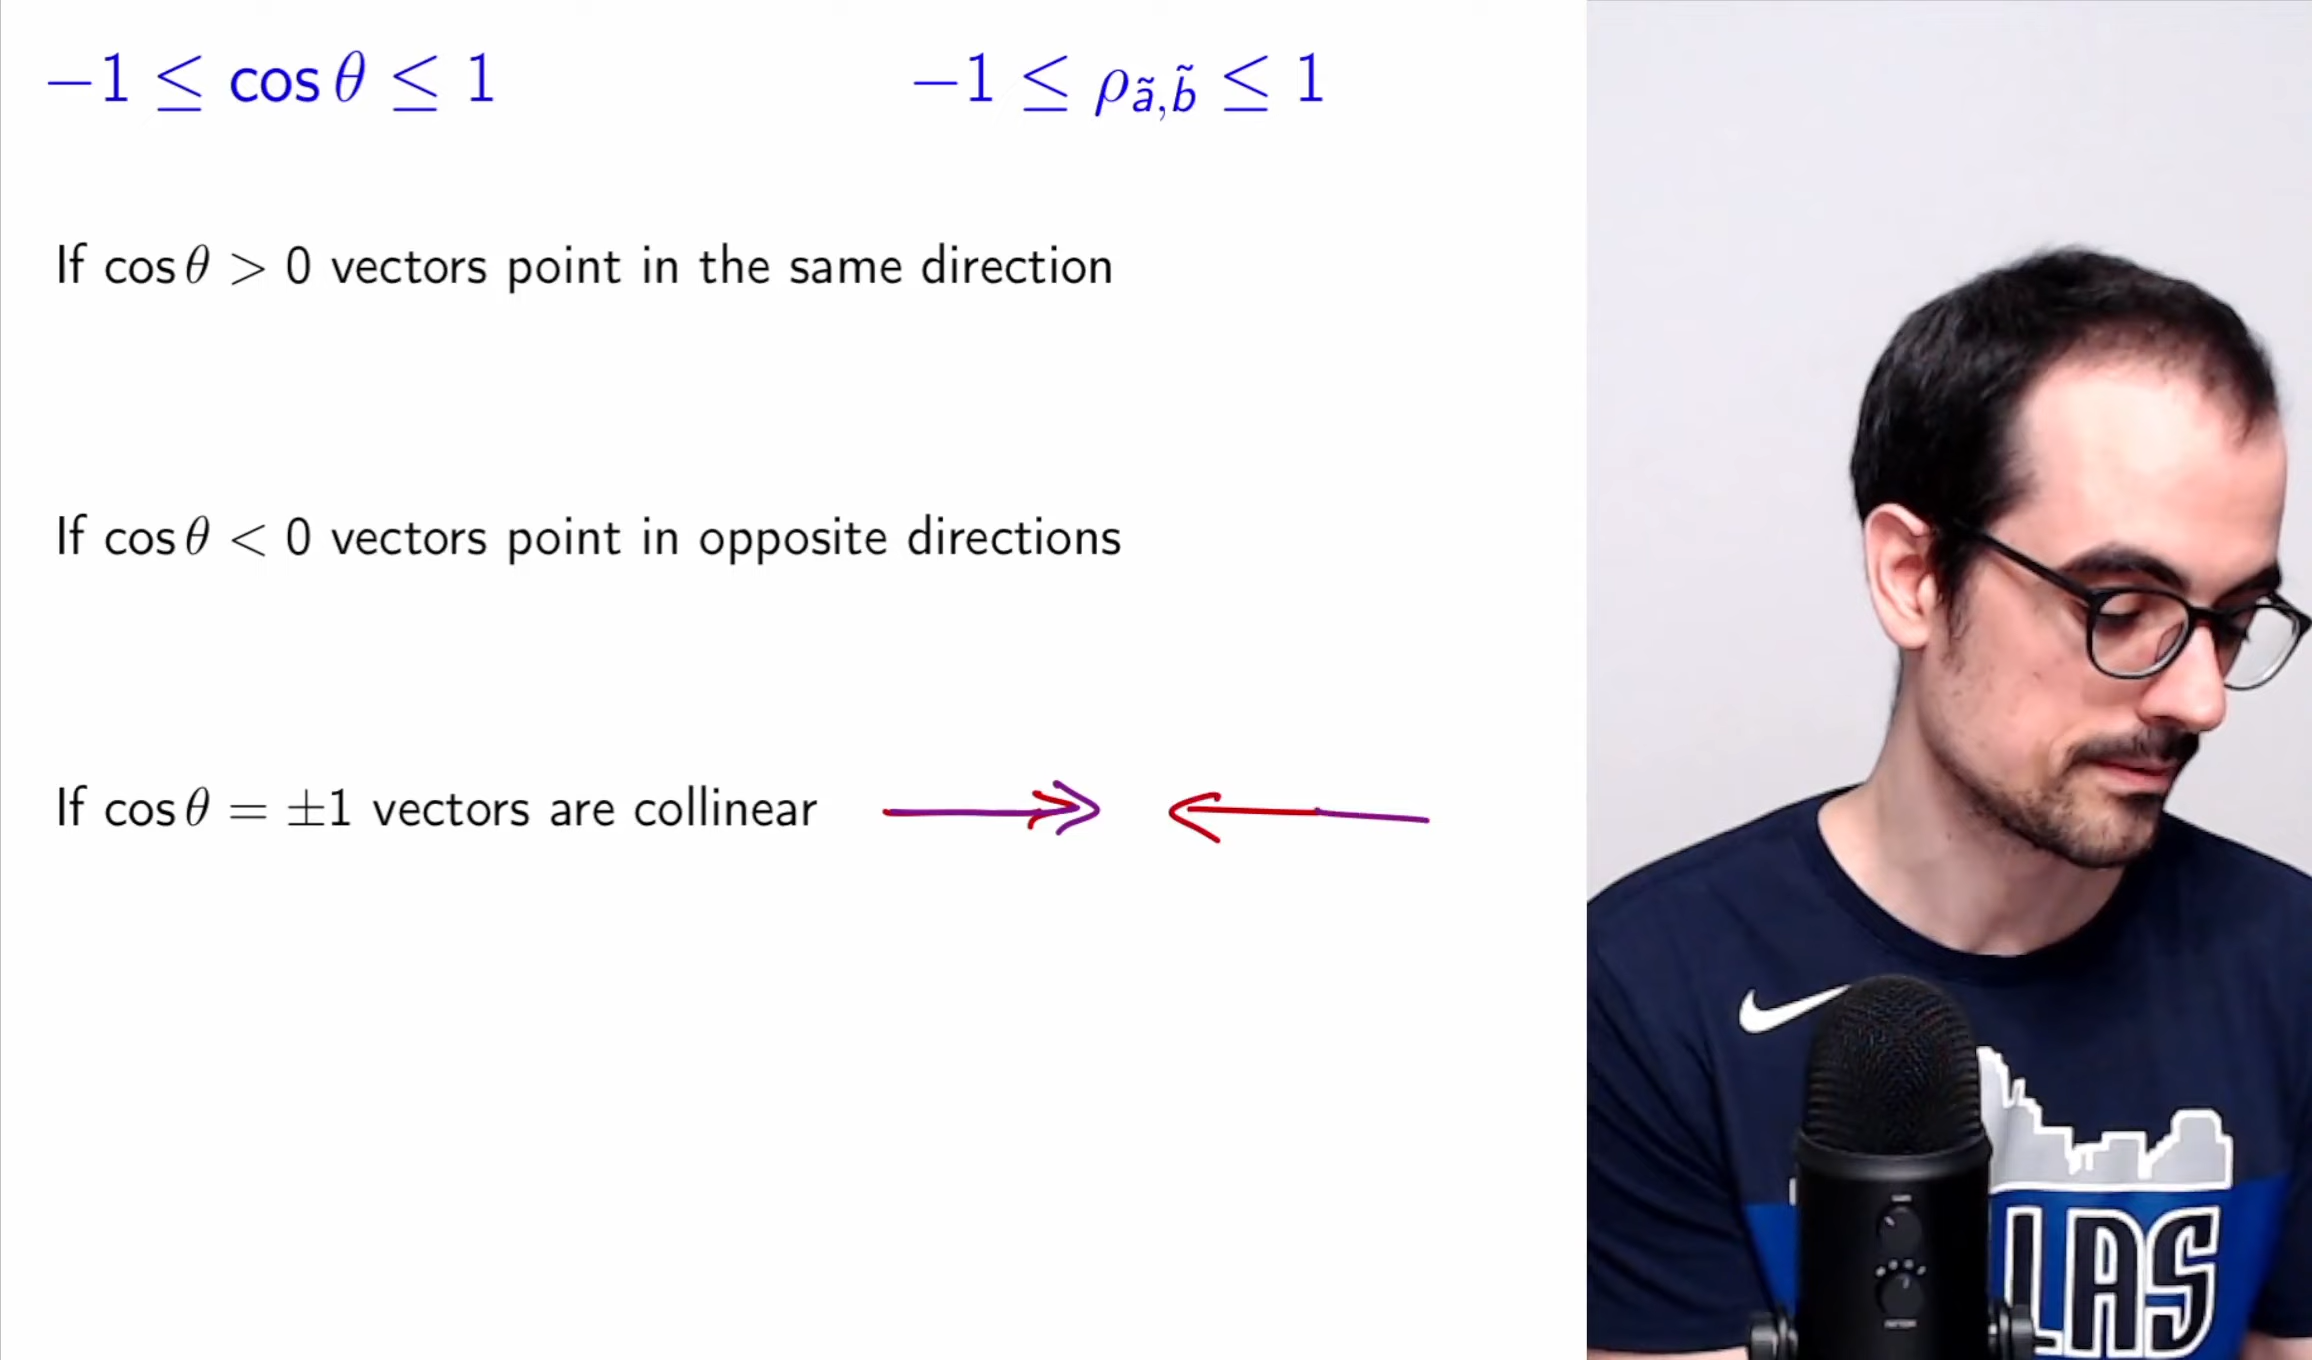 −1 ≤ cos θ ≤ 1
−1 ≤ ρ_{ã,b̃} ≤ 1
If cos θ > 0 vectors point in the same direction
If cos θ < 0 vectors point in opposite directions
If cos θ = ±1 vectors are collinear
LAS